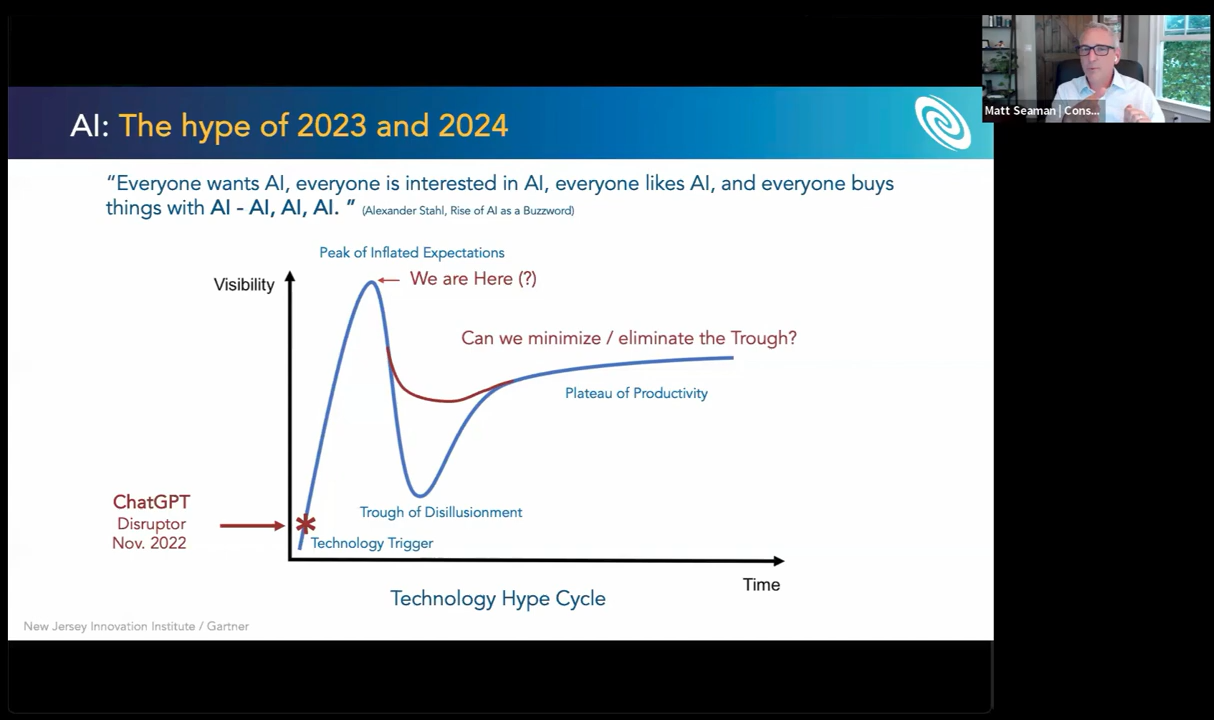 Matt Seaman | Cons...
AI: The hype of 2023 and 2024
“Everyone wants AI, everyone is interested in AI, everyone likes AI, and everyone buys
things with AI - AI, AI, AI. ” (Alexander Stahl, Rise of AI as a Buzzword)
Peak of Inflated Expectations
Visibility
We are Here (?)
Can we minimize / eliminate the Trough?
Plateau of Productivity
ChatGPT
Disruptor
Nov. 2022
Trough of Disillusionment
Technology Trigger
Time
Technology Hype Cycle
New Jersey Innovation Institute / Gartner